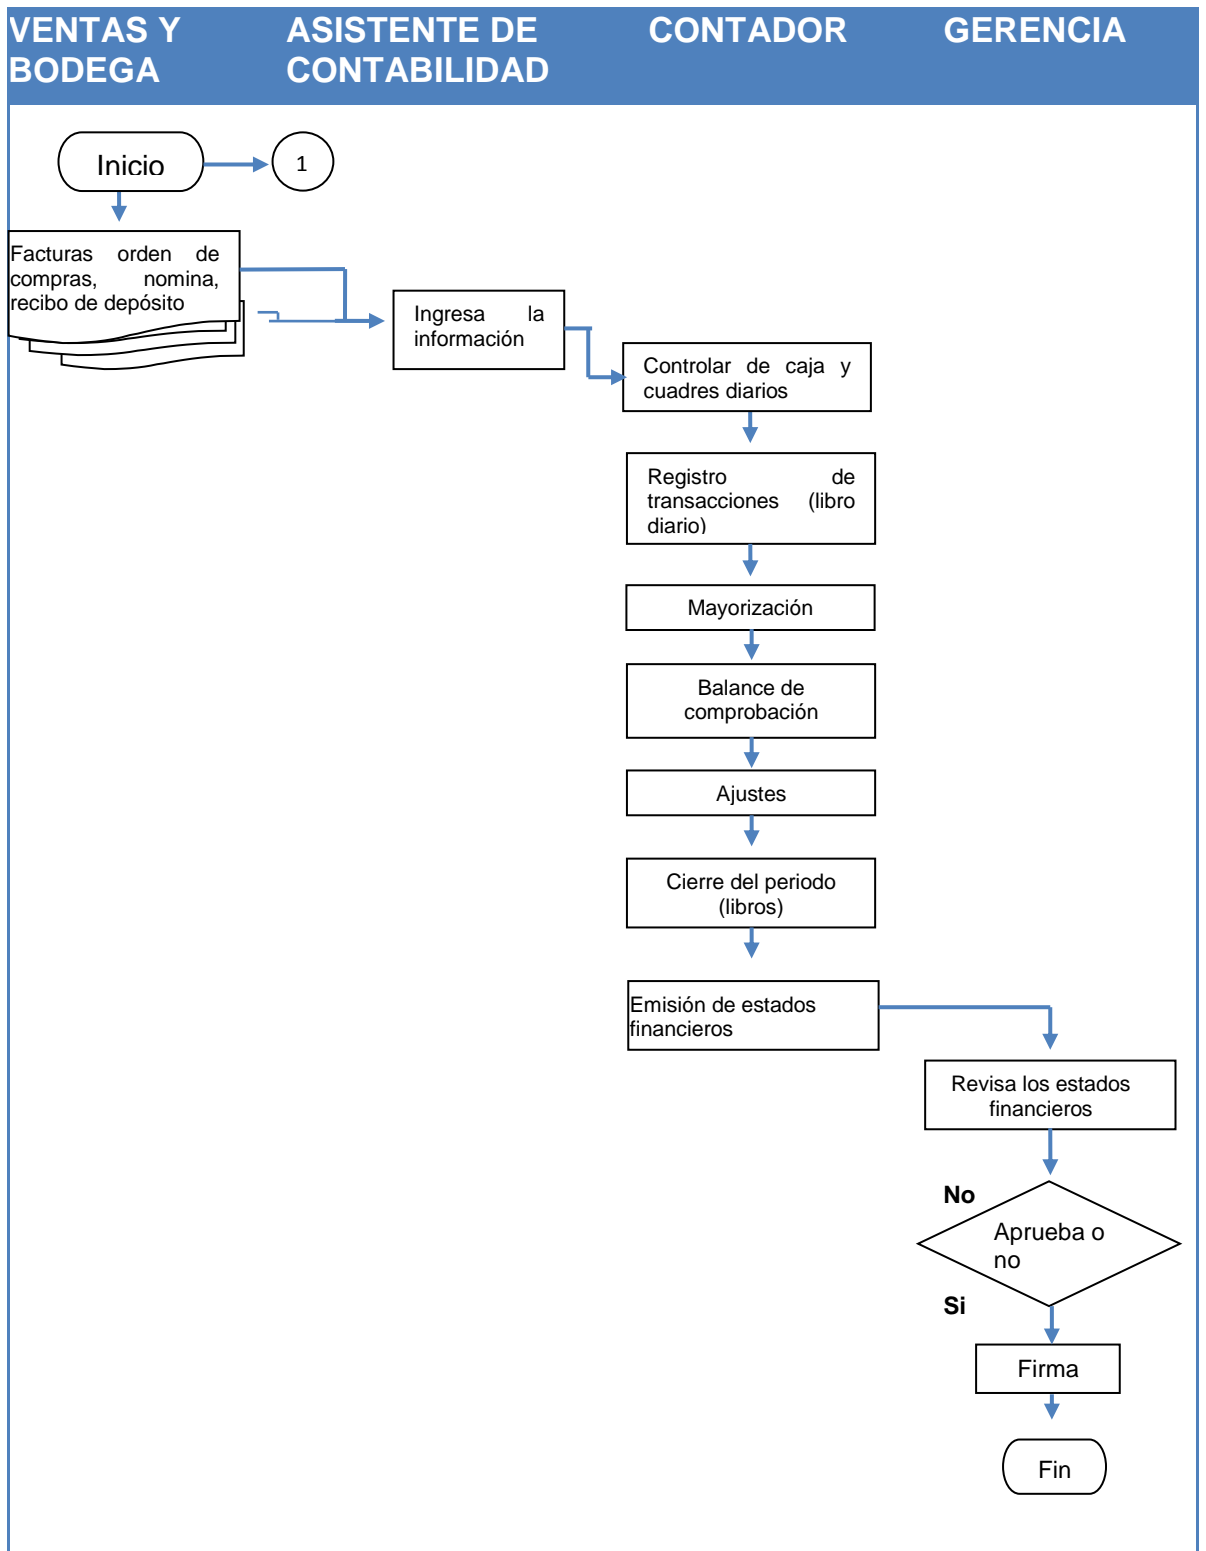 VENTAS Y
BODEGA
ASISTENTE DE
CONTABILIDAD
CONTADOR
GERENCIA
Inicio
1
Facturas orden de
compras, nomina,
recibo de depósito
Ingresa la
información
Controlar de caja y
cuadres diarios
Registro de
transacciones (libro
diario)
Mayorización
Balance de
comprobación
Ajustes
Cierre del periodo
(libros)
Emisión de estados
financieros
Revisa los estados
financieros
No
Aprueba o
no
Si
Firma
Fin